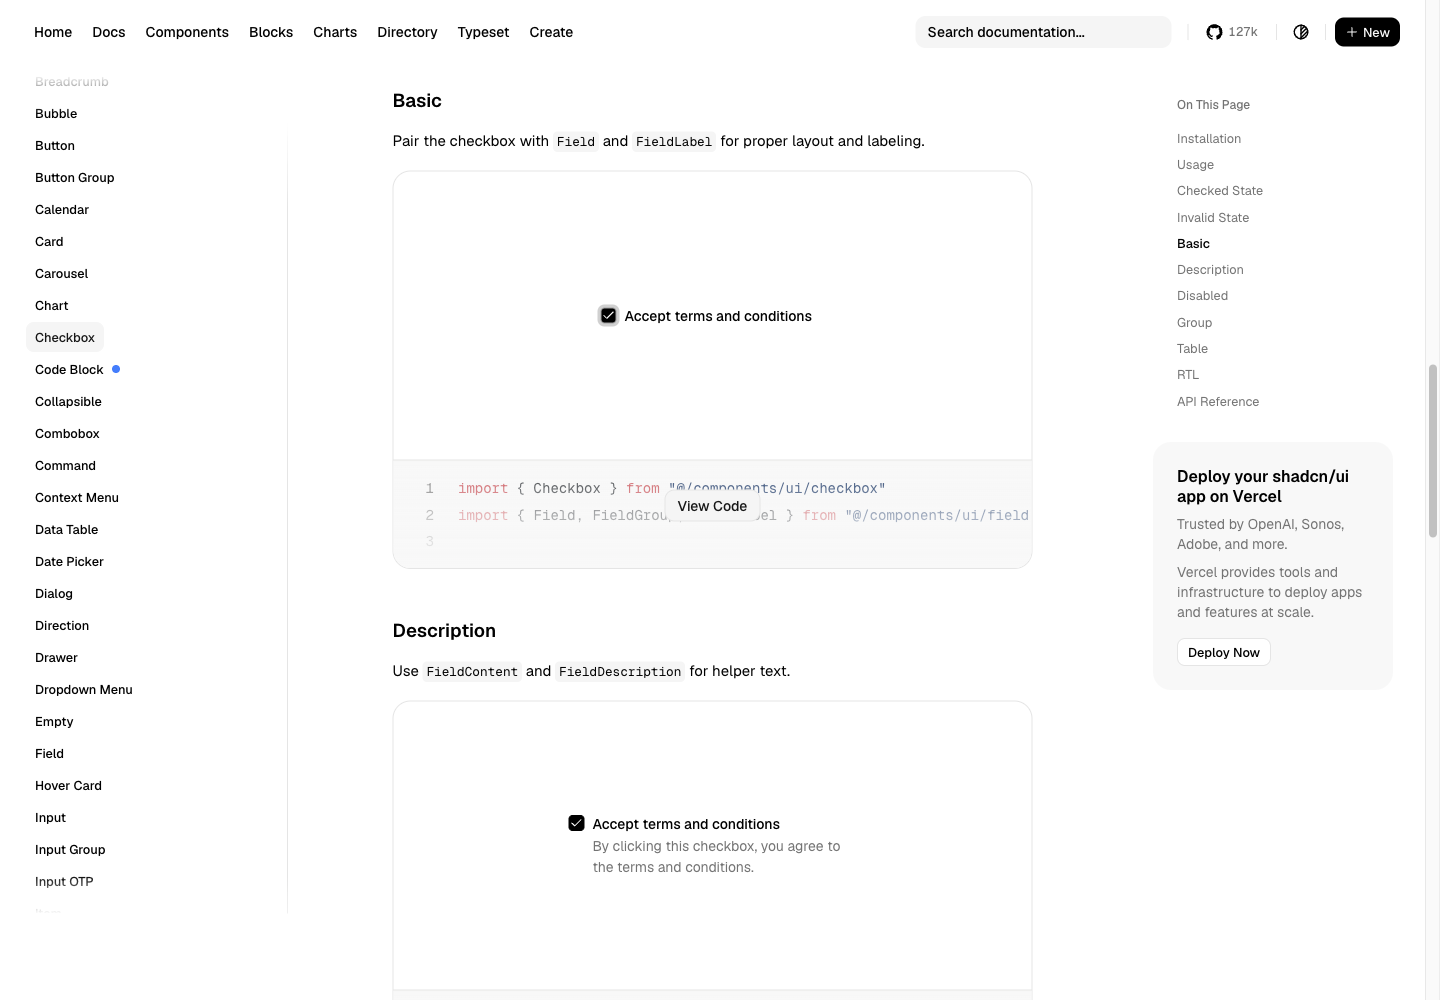 Home Docs Components Blocks Charts Directory Typeset Create
Search documentation...
127k
New
Breadcrumb
Bubble
Button
Button Group
Calendar
Card
Carousel
Chart
Checkbox
Code Block
Collapsible
Combobox
Command
Context Menu
Data Table
Date Picker
Dialog
Direction
Drawer
Dropdown Menu
Empty
Field
Hover Card
Input
Input Group
Input OTP
Basic
Pair the checkbox with Field and FieldLabel for proper layout and labeling.
Accept terms and conditions
1 import { Checkbox } from "@/components/ui/checkbox"
View Code
2 import { Field, FieldGrou el } from "@/components/ui/field
3
Description
Use FieldContent and FieldDescription for helper text.
Accept terms and conditions
By clicking this checkbox, you agree to
the terms and conditions.
On This Page
Installation
Usage
Checked State
Invalid State
Basic
Description
Disabled
Group
Table
RTL
API Reference
Deploy your shadcn/ui
app on Vercel
Trusted by OpenAI, Sonos,
Adobe, and more.
Vercel provides tools and
infrastructure to deploy apps
and features at scale.
Deploy Now